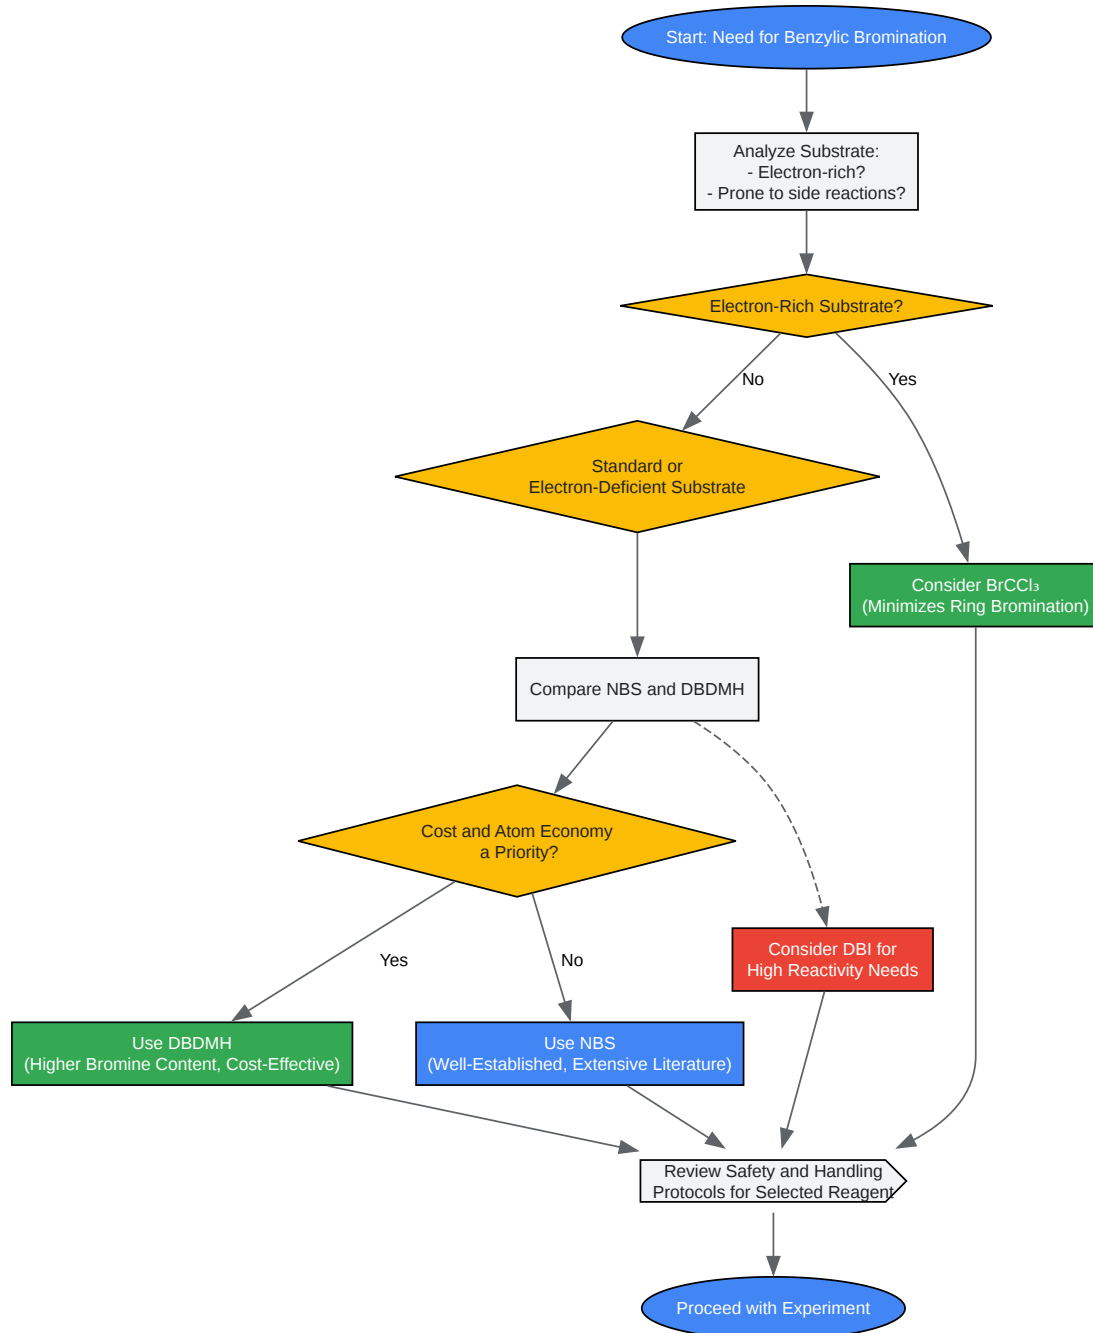 Start: Need for Benzylic Bromination
Analyze Substrate:
- Electron-rich?
- Prone to side reactions?
Electron-Rich Substrate?
No
Yes
Standard or
Electron-Deficient Substrate
Consider BrCCl₃
(Minimizes Ring Bromination)
Compare NBS and DBDMH
Cost and Atom Economy
a Priority?
Consider DBI for
High Reactivity Needs
Yes
No
Use DBDMH
(Higher Bromine Content, Cost-Effective)
Use NBS
(Well-Established, Extensive Literature)
Review Safety and Handling
Protocols for Selected Reagent
Proceed with Experiment